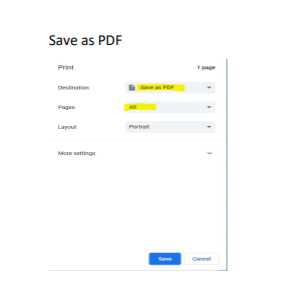 Save as PDF
Print 1 page
Destination Save as PDF
Pages All
Layout Portrait
More settings
Save Cancel